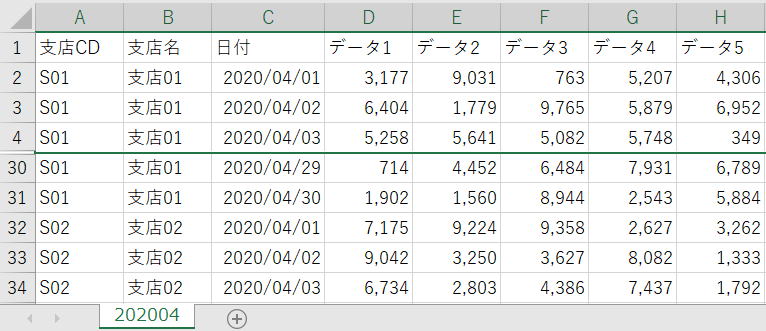 A B C D E F G H
1 支店CD 支店名 日付 データ1 データ2 データ3 データ4 データ5
2 S01 支店01 2020/04/01 3,177 9,031 763 5,207 4,306
3 S01 支店01 2020/04/02 6,404 1,779 9,765 5,879 6,952
4 S01 支店01 2020/04/03 5,258 5,641 5,082 5,748 349
30 S01 支店01 2020/04/29 714 4,452 6,484 7,931 6,789
31 S01 支店01 2020/04/30 1,902 1,560 8,944 2,543 5,884
32 S02 支店02 2020/04/01 7,175 9,224 9,358 2,627 3,262
33 S02 支店02 2020/04/02 9,042 3,250 3,627 8,082 1,333
34 S02 支店02 2020/04/03 6,734 2,803 4,386 7,437 1,792
202004